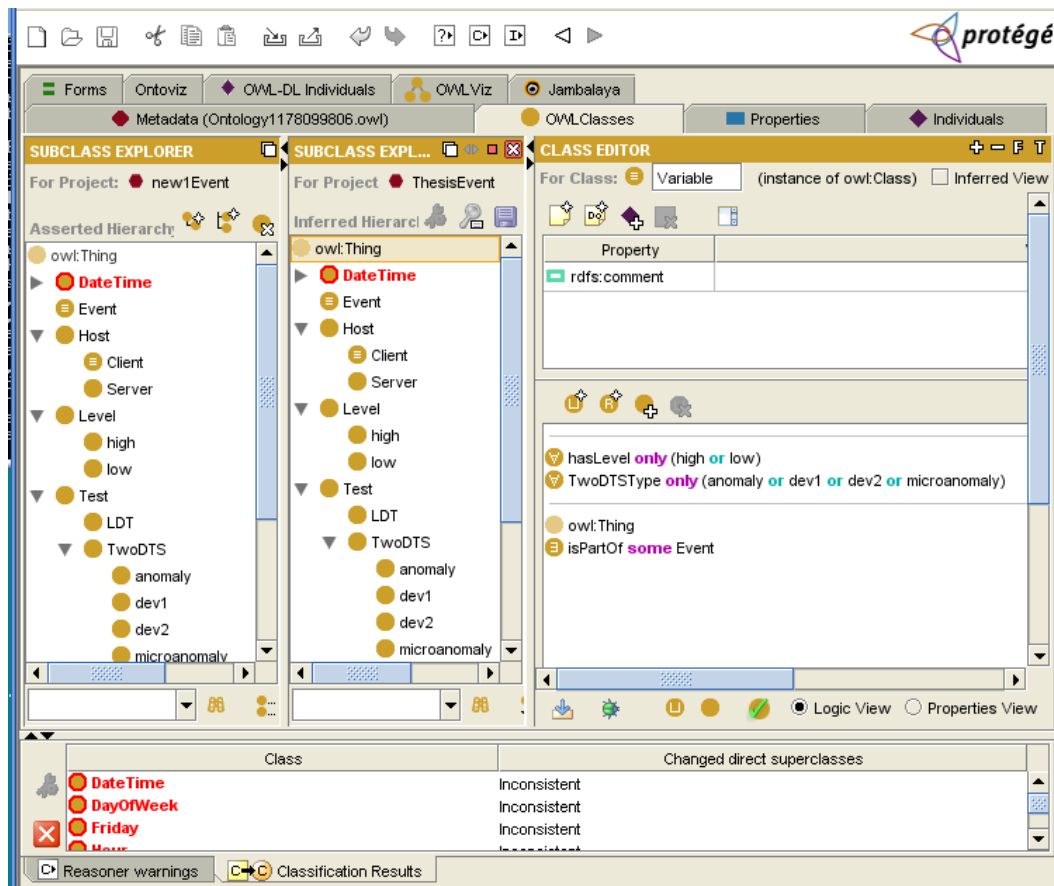 protégé
Forms Ontoviz OWL-DL Individuals OWLViz Jambalaya
Metadata (Ontology1178099806.owl) OWLClasses Properties Individuals
SUBCLASS EXPLORER
For Project: new1Event
Asserted Hierarchy
owl:Thing
DateTime
Event
Host
Client
Server
Level
high
low
Test
LDT
TwoDTS
anomaly
dev1
dev2
microanomaly
SUBCLASS EXPL...
For Project ThesisEvent
Inferred Hierarcl
owl:Thing
DateTime
Event
Host
Client
Server
Level
high
low
Test
LDT
TwoDTS
anomaly
dev1
dev2
microanomaly
CLASS EDITOR
For Class: Variable (instance of owl:Class) Inferred View
Property
rdfs:comment
hasLevel only (high or low)
TwoDTSType only (anomaly or dev1 or dev2 or microanomaly)
owl:Thing
isPartOf some Event
Logic View Properties View
Class Changed direct superclasses
DateTime Inconsistent
DayOfWeek Inconsistent
Friday Inconsistent
Hour Inconsistent
Reasoner warnings Classification Results